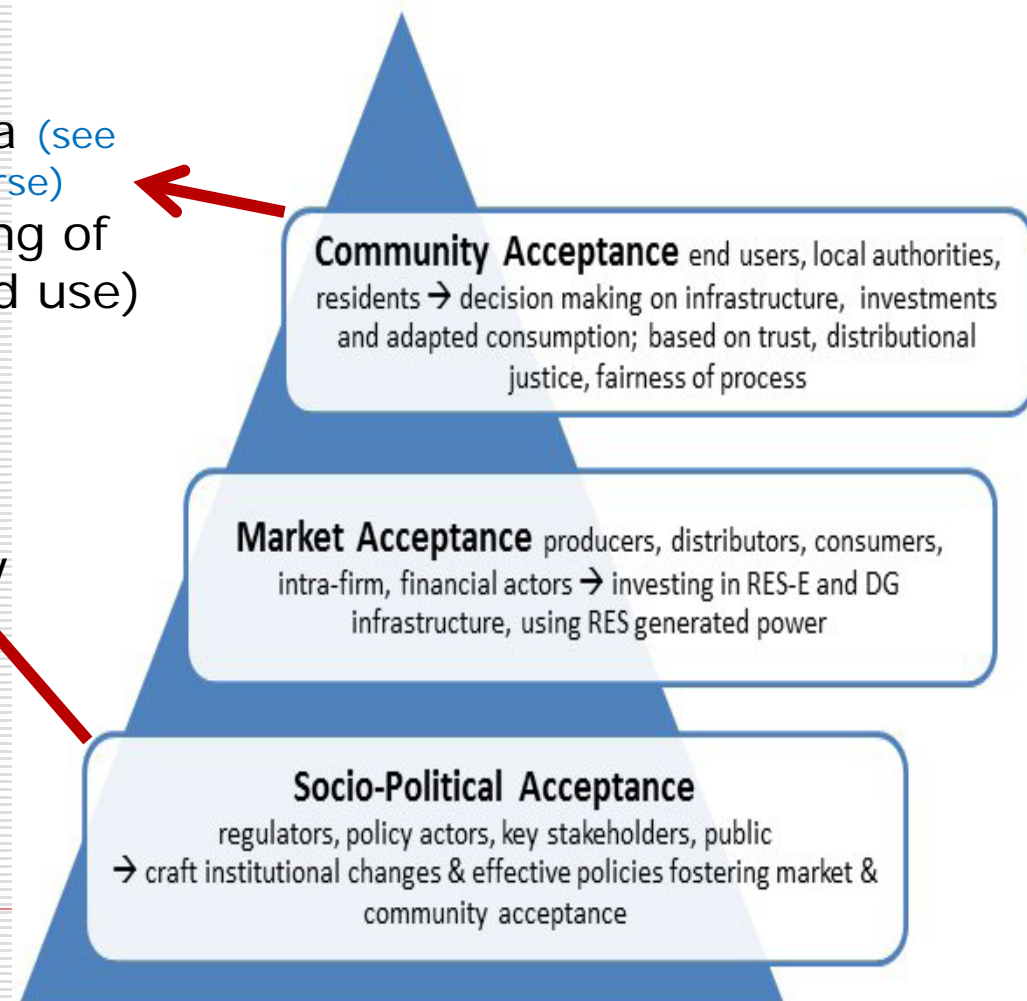 (see
ng of
use)
Community Acceptance end users, local authorities,
residents → decision making on infrastructure, investments
and adapted consumption; based on trust, distributional
justice, fairness of process
Market Acceptance producers, distributors, consumers,
intra-firm, financial actors → investing in RES-E and DG
infrastructure, using RES generated power
Socio-Political Acceptance
regulators, policy actors, key stakeholders, public
→ craft institutional changes & effective policies fostering market &
community acceptance